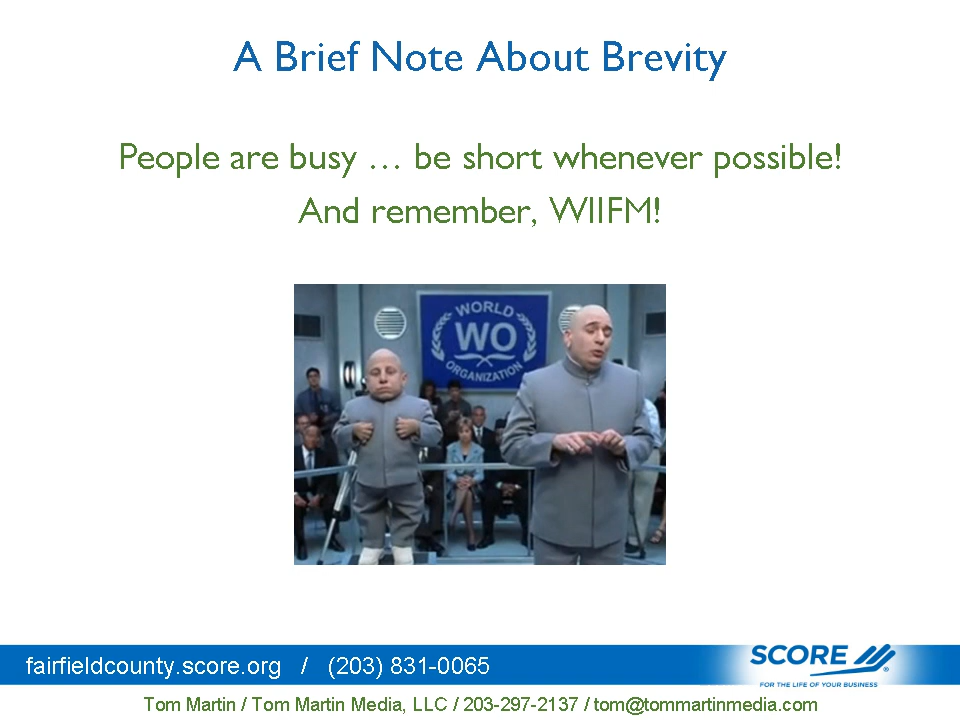 A Brief Note About Brevity
People are busy … be short whenever possible!
And remember, WIIFM!
WORLD
WO
ORGANIZATION
fairfieldcounty.score.org / (203) 831-0065
SCORE
FOR THE LIFE OF YOUR BUSINESS
Tom Martin / Tom Martin Media, LLC / 203-297-2137 / tom@tommartinmedia.com